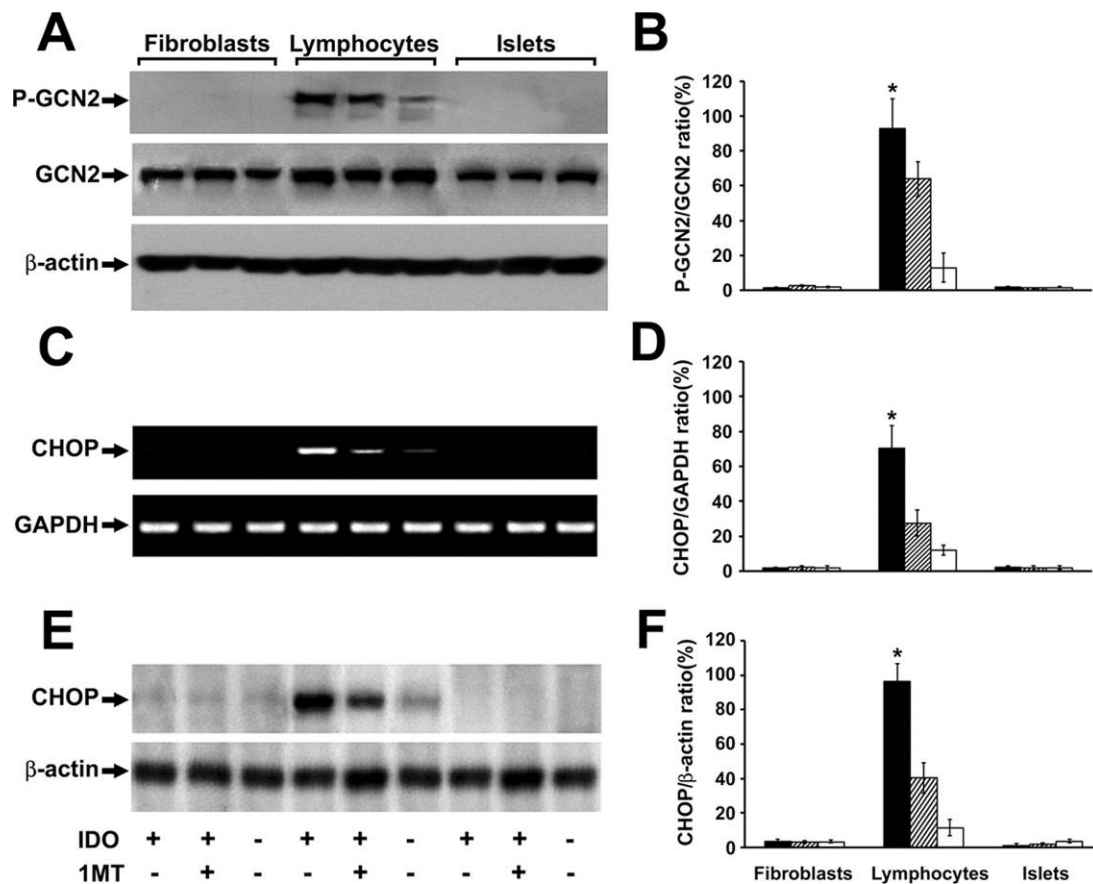 A
Fibroblasts Lymphocytes Islets
P-GCN2
GCN2
β-actin
B
P-GCN2/GCN2 ratio(%)
120
100
80
60
40
20
0
*
C
CHOP
GAPDH
D
CHOP/GAPDH ratio(%)
120
100
80
60
40
20
0
*
E
CHOP
β-actin
IDO + + - + + - + + -
1MT - + - - + - - + -
F
CHOP/β-actin ratio(%)
120
100
80
60
40
20
0
*
Fibroblasts Lymphocytes Islets